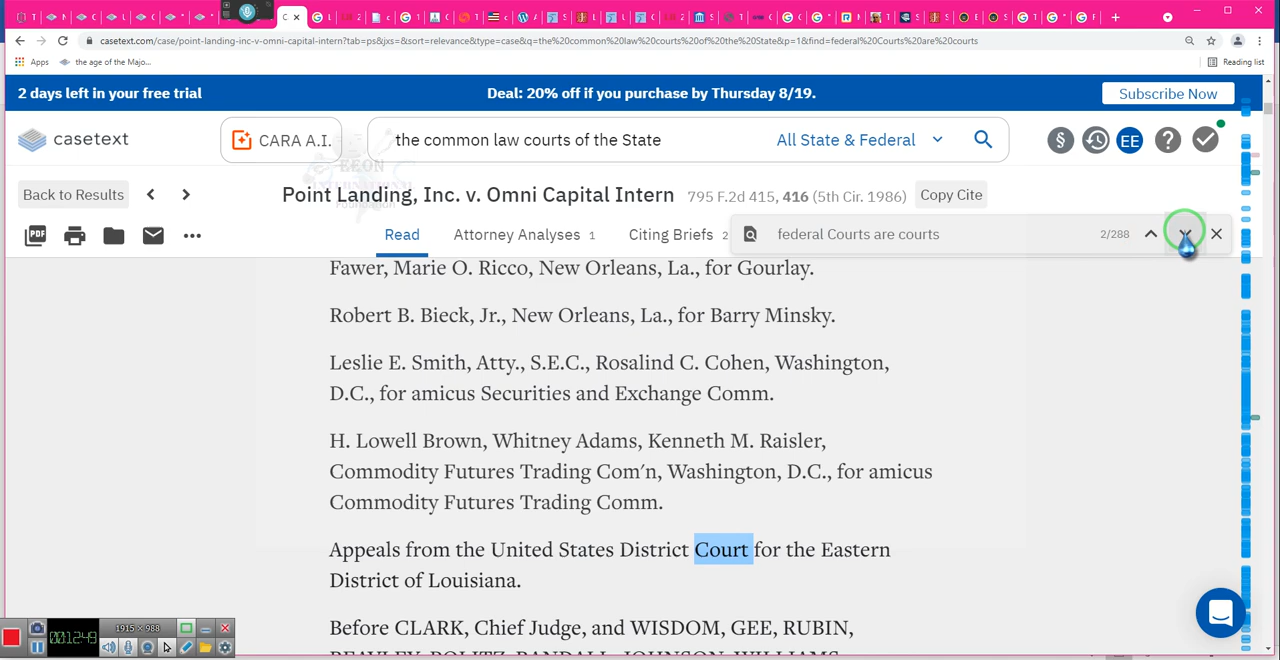 casetext.com/case/point-landing-inc-v-omni-capital-intern?tab=ps&jxs=&sort=relevance&type=case&q=the%20common%20law%20courts%20of%20the%20State&p=1&find=federal%20Courts%20are%20courts
Apps the age of the Majo... Reading list
2 days left in your free trial Deal: 20% off if you purchase by Thursday 8/19. Subscribe Now
casetext CARA A.I. the common law courts of the State All State & Federal § EE ?
Back to Results Point Landing, Inc. v. Omni Capital Intern 795 F.2d 415, 416 (5th Cir. 1986) Copy Cite
PDF Read Attorney Analyses 1 Citing Briefs 2 federal Courts are courts 2/288
Fawer, Marie O. Ricco, New Orleans, La., for Gourlay.
Robert B. Bieck, Jr., New Orleans, La., for Barry Minsky.
Leslie E. Smith, Atty., S.E.C., Rosalind C. Cohen, Washington,
D.C., for amicus Securities and Exchange Comm.
H. Lowell Brown, Whitney Adams, Kenneth M. Raisler,
Commodity Futures Trading Com'n, Washington, D.C., for amicus
Commodity Futures Trading Comm.
Appeals from the United States District Court for the Eastern
District of Louisiana.
Before CLARK, Chief Judge, and WISDOM, GEE, RUBIN,
REAVLEY, POLITZ, RANDALL, JOHNSON, WILLIAMS,
1915 × 988